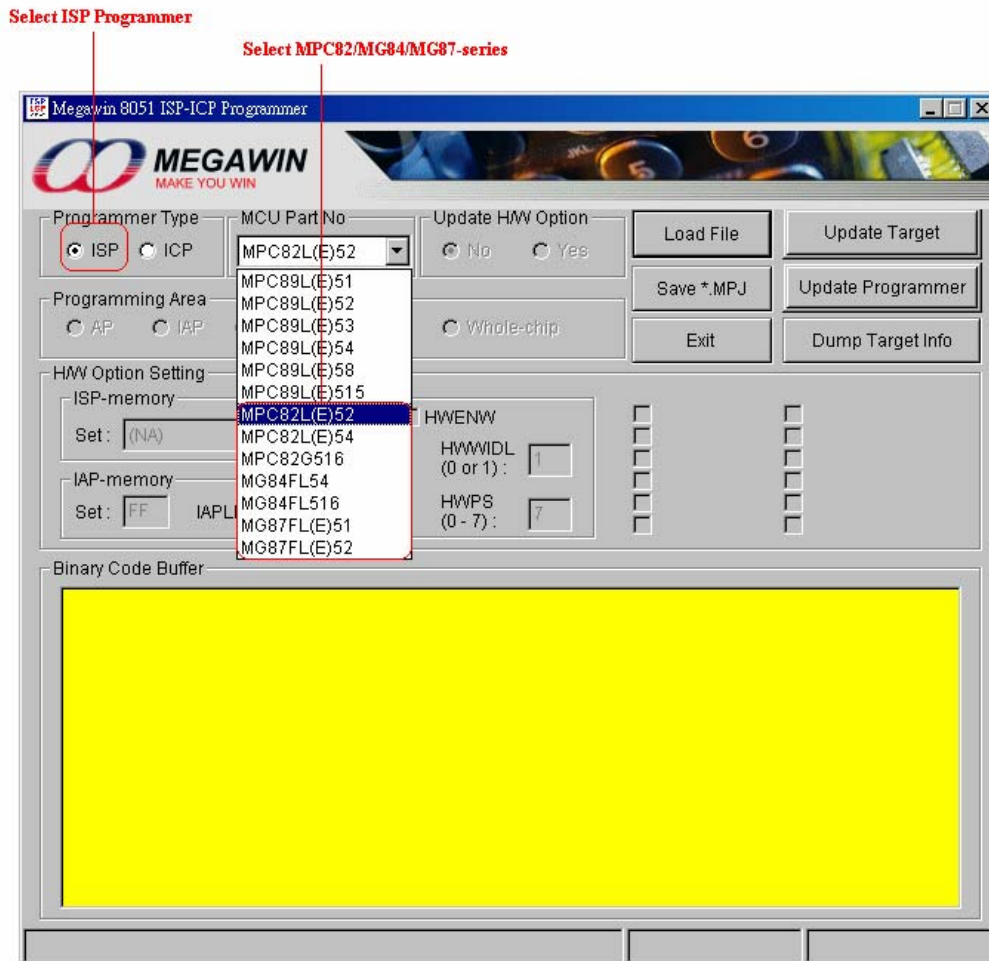 Select ISP Programmer
Select MPC82/MG84/MG87-series
Megawin 8051 ISP-ICP Programmer
MEGAWIN
MAKE YOU WIN
Programmer Type
ISP
ICP
MCU Part No
MPC82L(E)52
Update H/W Option
No
Yes
Load File
Update Target
Save *.MPJ
Update Programmer
Exit
Dump Target Info
Programming Area
AP
IAP
Whole-chip
MPC89L(E)51
MPC89L(E)52
MPC89L(E)53
MPC89L(E)54
MPC89L(E)58
MPC89L(E)515
MPC82L(E)52
MPC82L(E)54
MPC82G516
MG84FL54
MG84FL516
MG87FL(E)51
MG87FL(E)52
H/W Option Setting
ISP-memory
Set : (NA)
IAP-memory
Set : FF
HWENW
HWWIDL
(0 or 1) : 1
HWPS
(0 - 7) : 7
Binary Code Buffer